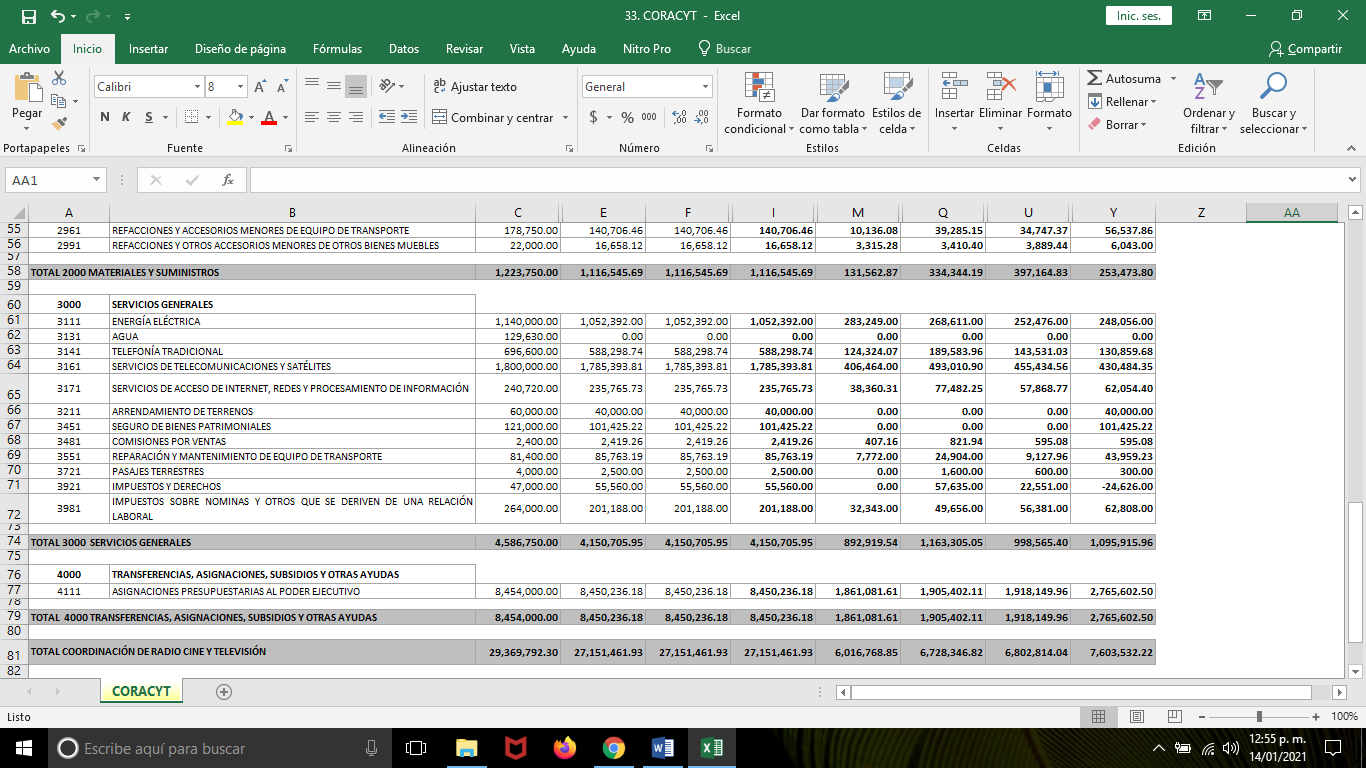 33. CORACYT - Excel
Inic. ses.
Archivo Inicio Insertar Diseño de página Fórmulas Datos Revisar Vista Ayuda Nitro Pro Buscar Compartir
Pegar
Calibri 8
N K S
Ajustar texto
Combinar y centrar
General
$ % 000
Formato condicional
Dar formato como tabla
Estilos de celda
Insertar Eliminar Formato
Autosuma
Rellenar
Borrar
Ordenar y filtrar
Buscar y seleccionar
Portapapeles Fuente Alineación Número Estilos Celdas Edición
AA1 fx
A B C E F I M Q U Y Z AA
55 2961 REFACCIONES Y ACCESORIOS MENORES DE EQUIPO DE TRANSPORTE 178,750.00 140,706.46 140,706.46 140,706.46 10,136.08 39,285.15 34,747.37 56,537.86
56 2991 REFACCIONES Y OTROS ACCESORIOS MENORES DE OTROS BIENES MUEBLES 22,000.00 16,658.12 16,658.12 16,658.12 3,315.28 3,410.40 3,889.44 6,043.00
57
58 TOTAL 2000 MATERIALES Y SUMINISTROS 1,223,750.00 1,116,545.69 1,116,545.69 1,116,545.69 131,562.87 334,344.19 397,164.83 253,473.80
59
60 3000 SERVICIOS GENERALES
61 3111 ENERGÍA ELÉCTRICA 1,140,000.00 1,052,392.00 1,052,392.00 1,052,392.00 283,249.00 268,611.00 252,476.00 248,056.00
62 3131 AGUA 129,630.00 0.00 0.00 0.00 0.00 0.00 0.00 0.00
63 3141 TELEFONÍA TRADICIONAL 696,600.00 588,298.74 588,298.74 588,298.74 124,324.07 189,583.96 143,531.03 130,859.68
64 3161 SERVICIOS DE TELECOMUNICACIONES Y SATÉLITES 1,800,000.00 1,785,393.81 1,785,393.81 1,785,393.81 406,464.00 493,010.90 455,434.56 430,484.35
65 3171 SERVICIOS DE ACCESO DE INTERNET, REDES Y PROCESAMIENTO DE INFORMACIÓN 240,720.00 235,765.73 235,765.73 235,765.73 38,360.31 77,482.25 57,868.77 62,054.40
66 3211 ARRENDAMIENTO DE TERRENOS 60,000.00 40,000.00 40,000.00 40,000.00 0.00 0.00 0.00 40,000.00
67 3451 SEGURO DE BIENES PATRIMONIALES 121,000.00 101,425.22 101,425.22 101,425.22 0.00 0.00 0.00 101,425.22
68 3481 COMISIONES POR VENTAS 2,400.00 2,419.26 2,419.26 2,419.26 407.16 821.94 595.08 595.08
69 3551 REPARACIÓN Y MANTENIMIENTO DE EQUIPO DE TRANSPORTE 81,400.00 85,763.19 85,763.19 85,763.19 7,772.00 24,904.00 9,127.96 43,959.23
70 3721 PASAJES TERRESTRES 4,000.00 2,500.00 2,500.00 2,500.00 0.00 1,600.00 600.00 300.00
71 3921 IMPUESTOS Y DERECHOS 47,000.00 55,560.00 55,560.00 55,560.00 0.00 57,635.00 22,551.00 -24,626.00
72 3981 IMPUESTOS SOBRE NOMINAS Y OTROS QUE SE DERIVEN DE UNA RELACIÓN LABORAL 264,000.00 201,188.00 201,188.00 201,188.00 32,343.00 49,656.00 56,381.00 62,808.00
73
74 TOTAL 3000 SERVICIOS GENERALES 4,586,750.00 4,150,705.95 4,150,705.95 4,150,705.95 892,919.54 1,163,305.05 998,565.40 1,095,915.96
75
76 4000 TRANSFERENCIAS, ASIGNACIONES, SUBSIDIOS Y OTRAS AYUDAS
77 4111 ASIGNACIONES PRESUPUESTARIAS AL PODER EJECUTIVO 8,454,000.00 8,450,236.18 8,450,236.18 8,450,236.18 1,861,081.61 1,905,402.11 1,918,149.96 2,765,602.50
78
79 TOTAL 4000 TRANSFERENCIAS, ASIGNACIONES, SUBSIDIOS Y OTRAS AYUDAS 8,454,000.00 8,450,236.18 8,450,236.18 8,450,236.18 1,861,081.61 1,905,402.11 1,918,149.96 2,765,602.50
80
81 TOTAL COORDINACIÓN DE RADIO CINE Y TELEVISIÓN 29,369,792.30 27,151,461.93 27,151,461.93 27,151,461.93 6,016,768.85 6,728,346.82 6,802,814.04 7,603,532.22
82
CORACYT
Listo 100%
Escribe aquí para buscar
12:55 p. m.
14/01/2021